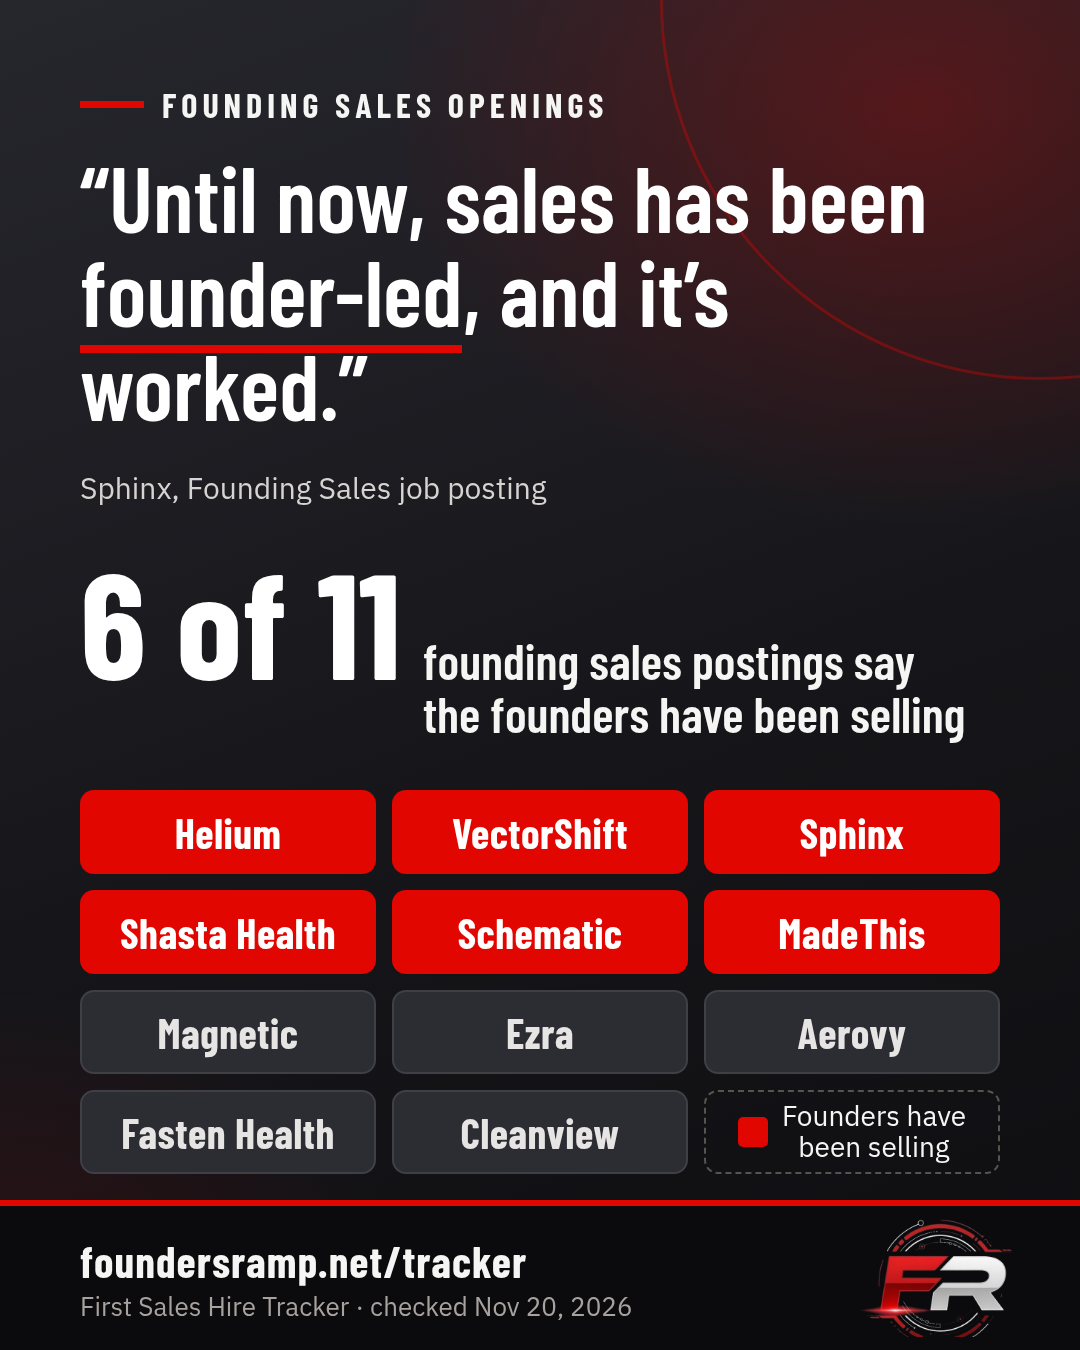 FOUNDING SALES OPENINGS
“Until now, sales has been
founder-led, and it’s
worked.”
Sphinx, Founding Sales job posting
6 of 11
founding sales postings say
the founders have been selling
Helium
VectorShift
Sphinx
Shasta Health
Schematic
MadeThis
Magnetic
Ezra
Aerovy
Fasten Health
Cleanview
Founders have
been selling
foundersramp.net/tracker
First Sales Hire Tracker · checked Nov 20, 2026
FR